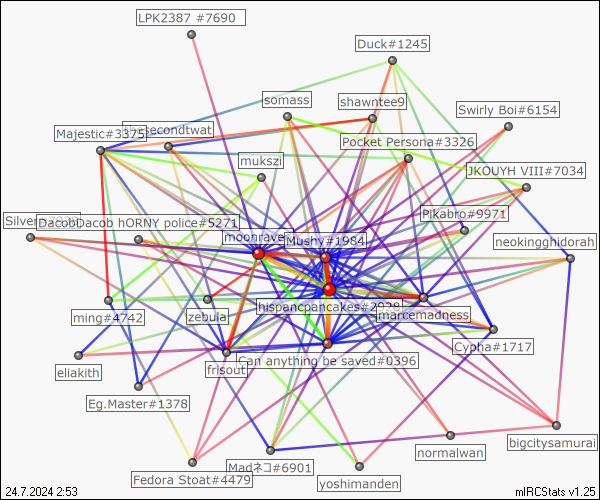 LPK2387 #7690
Duck#1245
somass
shawntee9
Swirly Boi#6154
Majestic#3375
secondtwat
Pocket Persona#3326
mukszi
JKOUYH VIII#7034
Silver
DacobDacob hORNY police#5271
Pikabro#9971
moonrave
Mushy#1984
neokingghidorah
hispancpancakes#2928
marcemadness
ming#4742
zebula
Cypha#1717
eliakith
frisout
Can anything be saved#0396
Eg.Master#1378
normalwan
bigcitysamurai
Fedora Stoat#4479
Madネコ#6901
yoshimanden
24.7.2024 2:53
mIRCStats v1.25